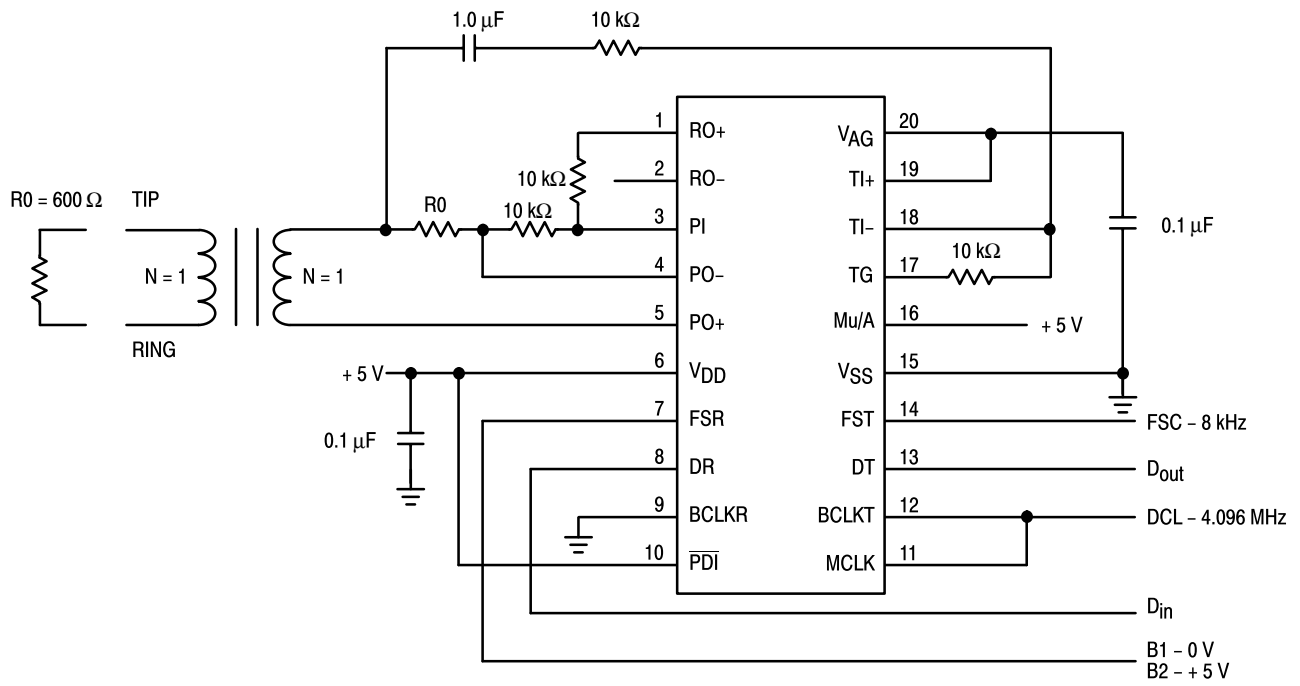 1.0 μF
10 kΩ
1
RO+
VAG
20
10 kΩ
2
RO–
TI+
19
R0 = 600 Ω
TIP
R0
10 kΩ
3
PI
TI–
18
0.1 μF
N = 1
N = 1
4
PO–
TG
17
10 kΩ
5
PO+
Mu/A
16
+ 5 V
RING
+ 5 V
6
VDD
VSS
15
7
FSR
FST
14
FSC – 8 kHz
0.1 μF
8
DR
DT
13
Dout
9
BCLKR
BCLKT
12
DCL – 4.096 MHz
10
PDI
MCLK
11
Din
B1 – 0 V
B2 – + 5 V